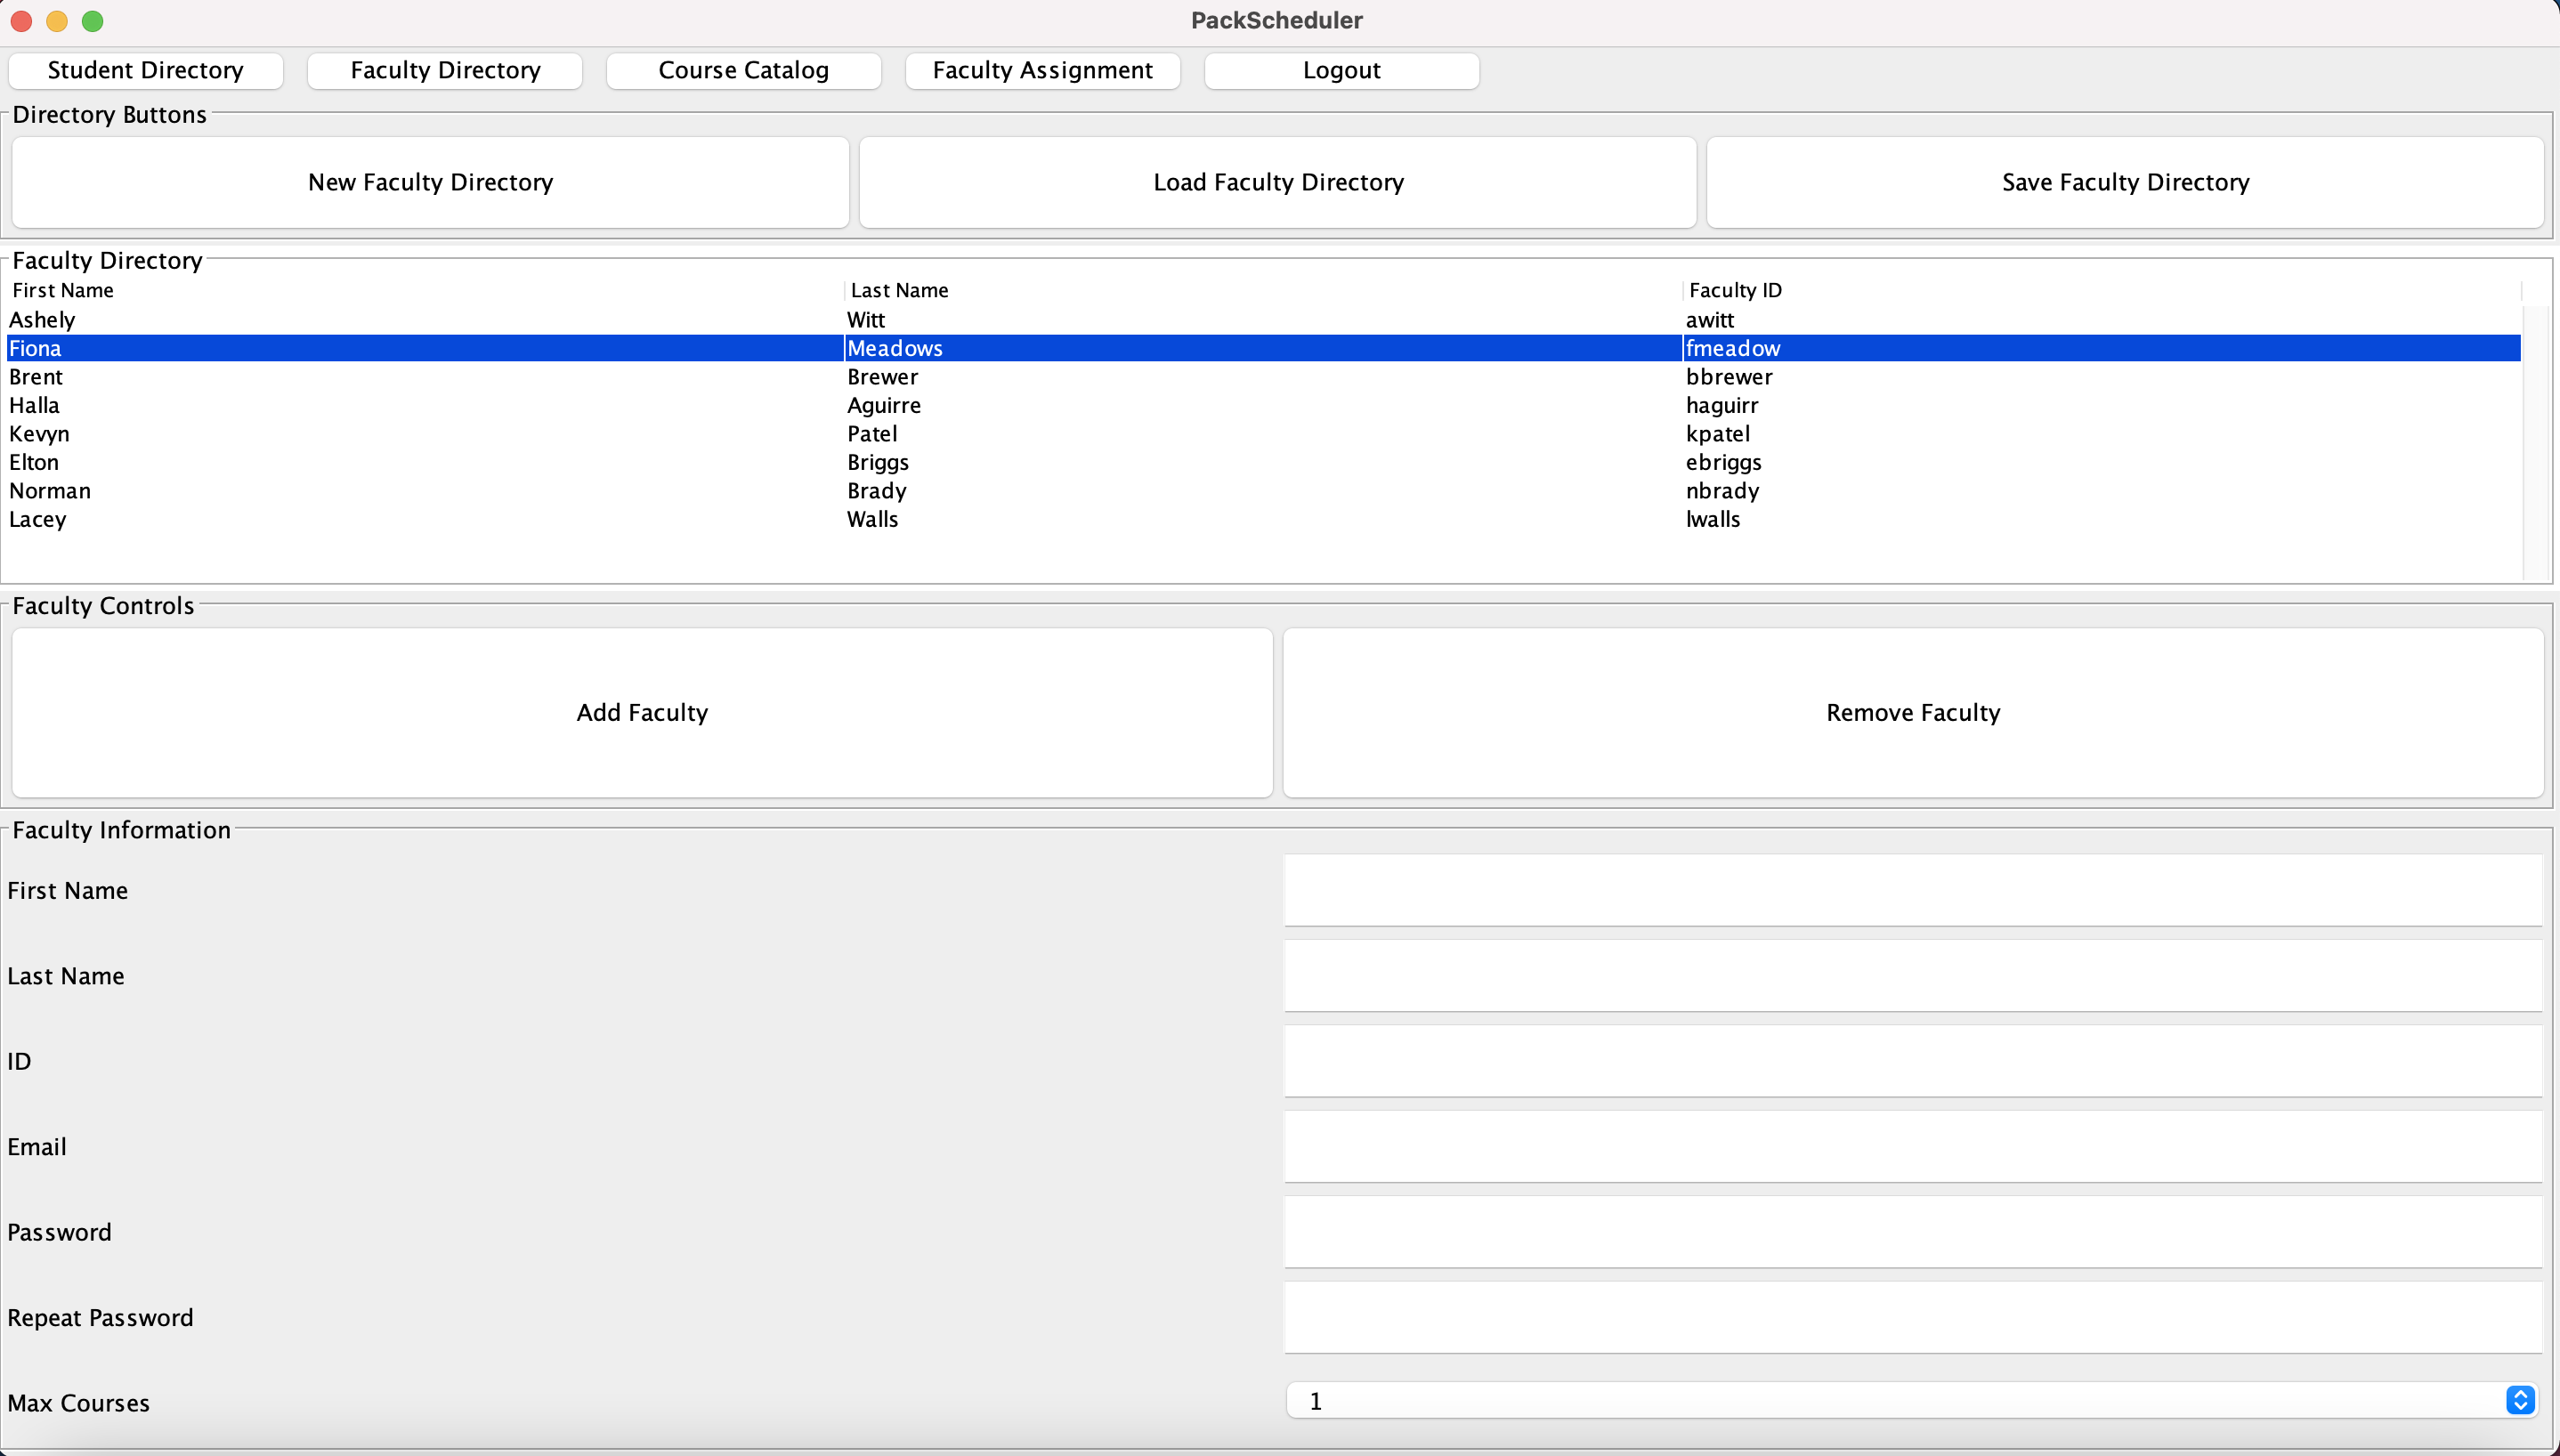 PackScheduler
Student Directory Faculty Directory Course Catalog Faculty Assignment Logout
Directory Buttons
New Faculty Directory Load Faculty Directory Save Faculty Directory
Faculty Directory
First Name Last Name Faculty ID
Ashely Witt awitt
Fiona Meadows fmeadow
Brent Brewer bbrewer
Halla Aguirre haguirr
Kevyn Patel kpatel
Elton Briggs ebriggs
Norman Brady nbrady
Lacey Walls lwalls
Faculty Controls
Add Faculty Remove Faculty
Faculty Information
First Name
Last Name
ID
Email
Password
Repeat Password
Max Courses 1